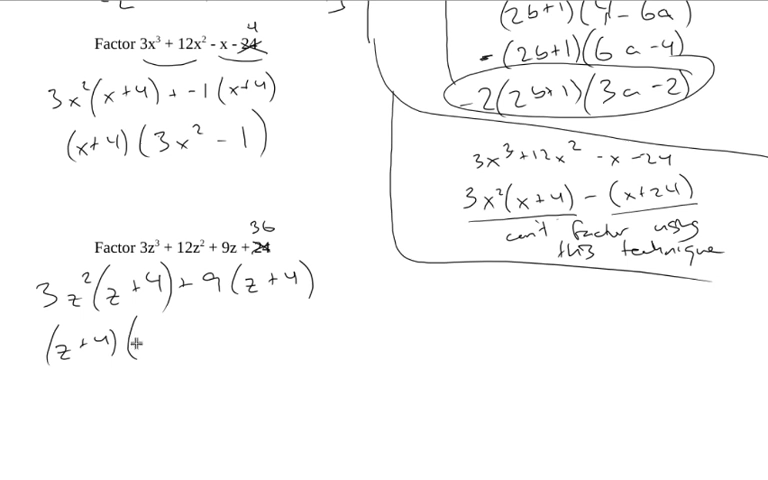 4
Factor 3x³ + 12x² - x - 24
3x²(x+4) + -1(x+4)
(x+4)(3x² - 1)
36
Factor 3z³ + 12z² + 9z + 24
3z²(z+4) + 9(z+4)
(z+4)(
(2b+1)(4 - 6a)
-(2b+1)(6a-4)
-2(2b+1)(3a-2)
3x³+12x² -x -24
3x²(x+4) - (x+24)
can't factor using
this technique